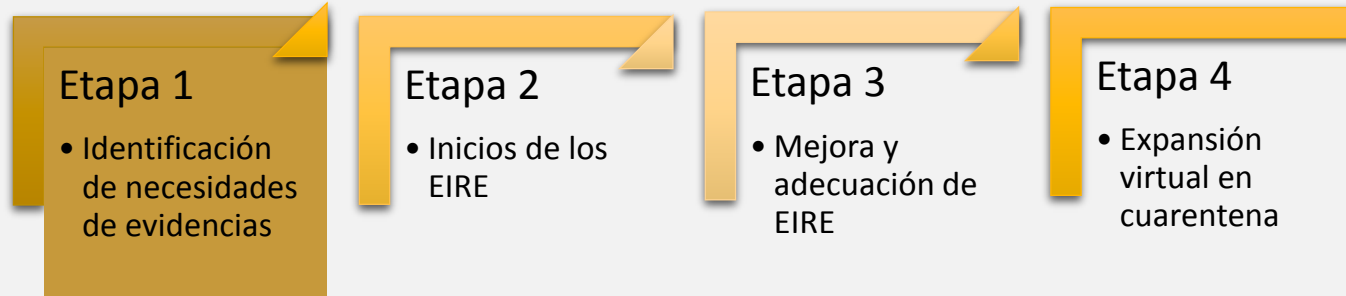 Etapa 1
• Identificación
de necesidades
de evidencias
Etapa 2
• Inicios de los
EIRE
Etapa 3
• Mejora y
adecuación de
EIRE
Etapa 4
• Expansión
virtual en
cuarentena